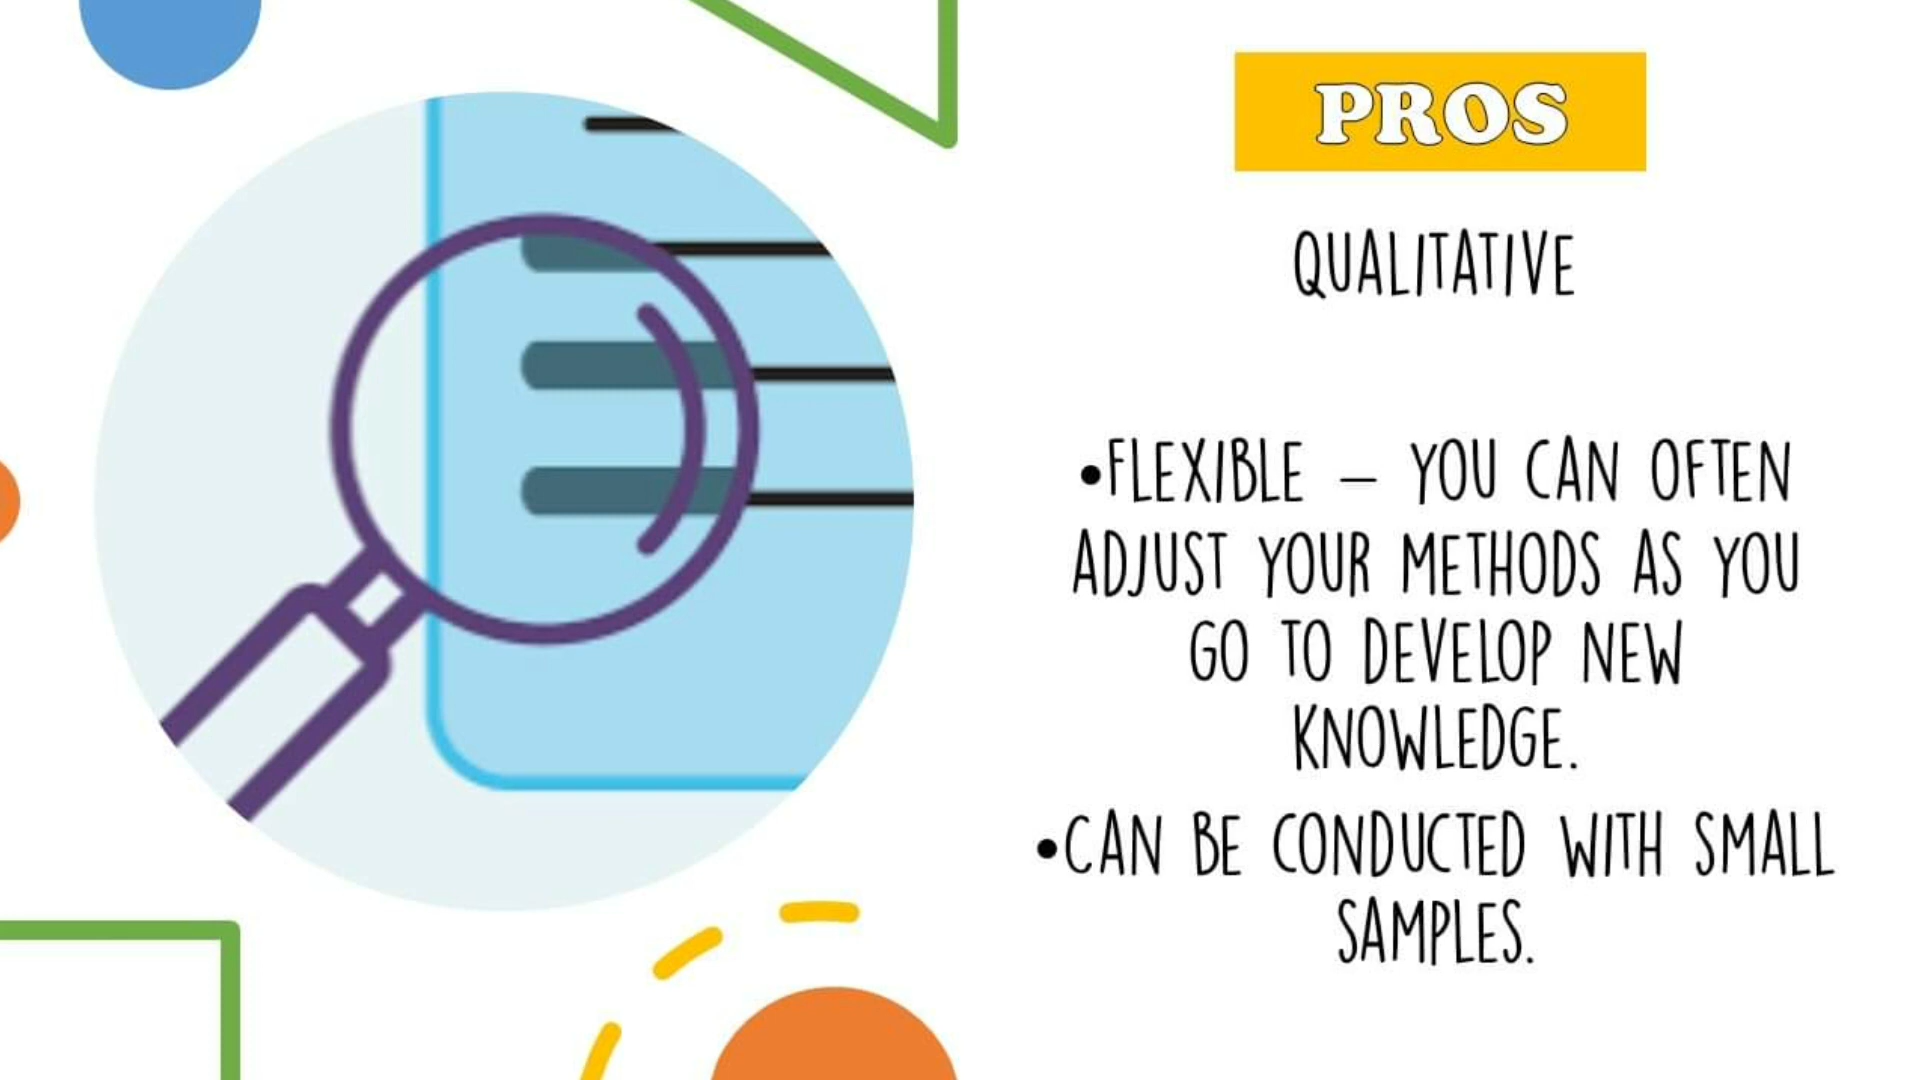 PROS
QUALITATIVE
•FLEXIBLE – YOU CAN OFTEN
ADJUST YOUR METHODS AS YOU
GO TO DEVELOP NEW
KNOWLEDGE.
•CAN BE CONDUCTED WITH SMALL
SAMPLES.